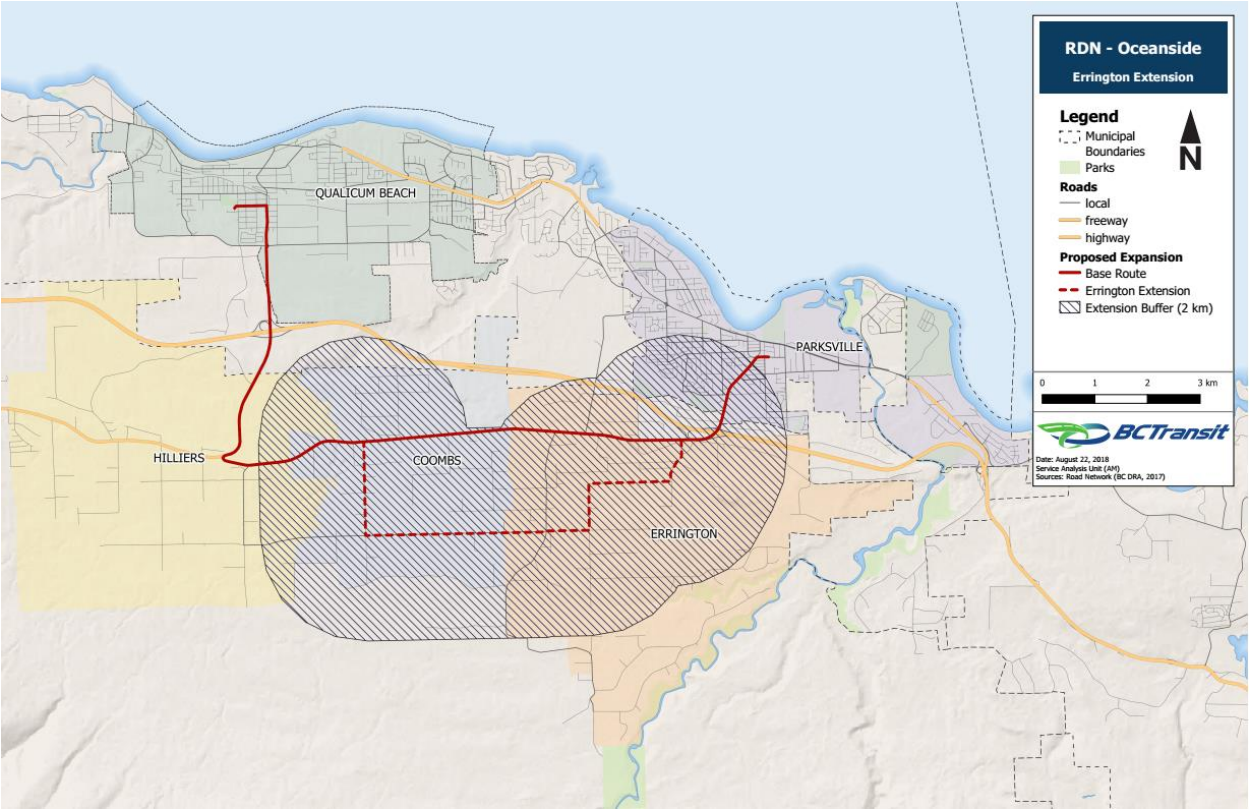 RDN - Oceanside
Errington Extension
Legend
Municipal
Boundaries
Parks
N
Roads
local
freeway
highway
Proposed Expansion
Base Route
Errington Extension
Extension Buffer (2 km)
0 1 2 3 km
BCTransit
Date: August 22, 2018
Service Analysis Unit (AM)
Sources: Road Network (BC DRA, 2017)
QUALICUM BEACH
PARKSVILLE
HILLIERS
COOMBS
ERRINGTON